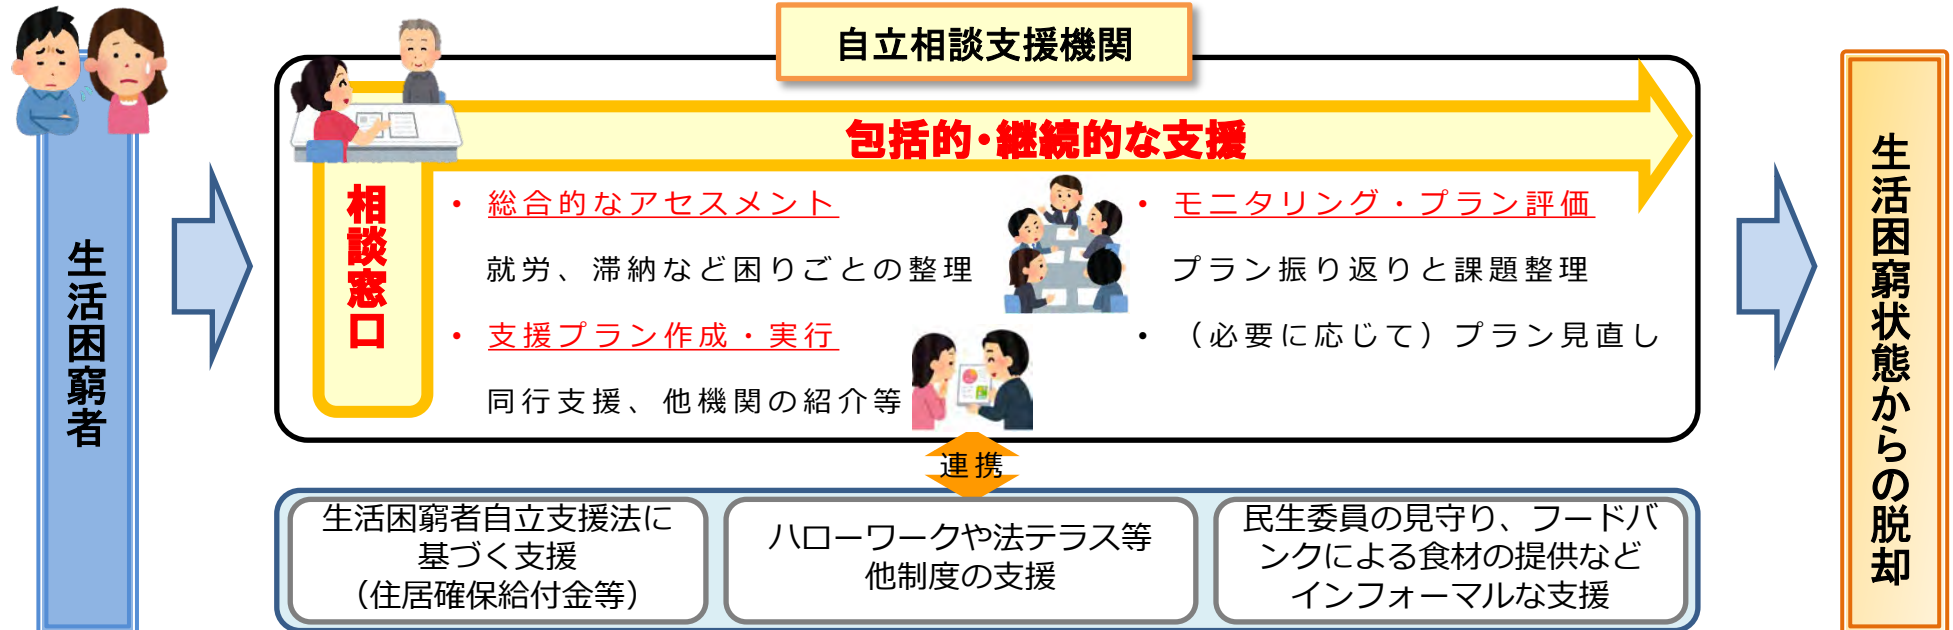 自立相談支援機関
生活困窮者
包括的・継続的な支援
相談窓口
・ 総合的なアセスメント
就労、滞納など困りごとの整理
・ 支援プラン作成・実行
同行支援、他機関の紹介等
・ モニタリング・プラン評価
プラン振り返りと課題整理
・ （必要に応じて）プラン見直し
連携
生活困窮者自立支援法に
基づく支援
（住居確保給付金等）
ハローワークや法テラス等
他制度の支援
民生委員の見守り、フードバ
ンクによる食材の提供など
インフォーマルな支援
生活困窮状態からの脱却